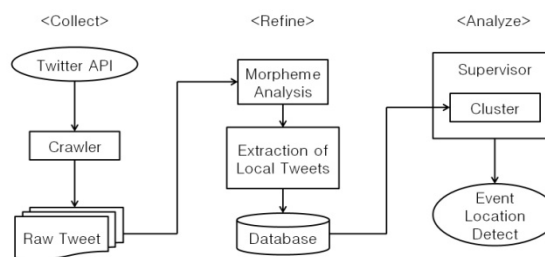 <Collect>
Twitter API
Crawler
Raw Tweet
<Refine>
Morpheme
Analysis
Extraction of
Local Tweets
Database
<Analyze>
Supervisor
Cluster
Event
Location
Detect